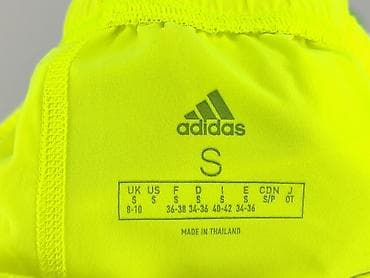 adidas
S
UK US F D I E CDN J
S S S S S S S/P OT
8-10 36-38 34-36 40-42 34-36
MADE IN THAILAND